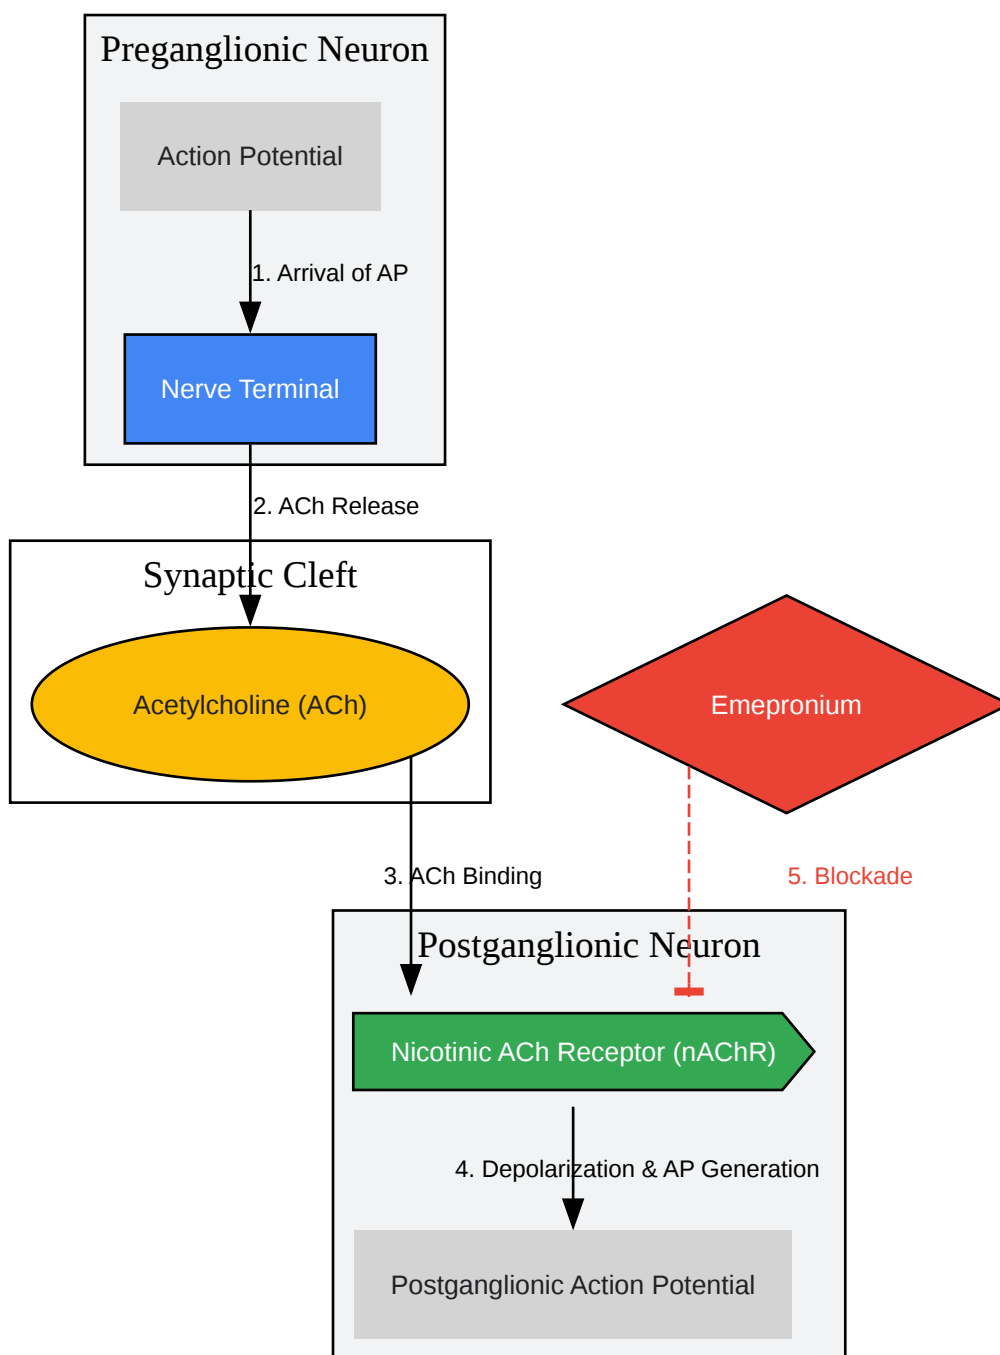 Preganglionic Neuron
Action Potential
1. Arrival of AP
Nerve Terminal
2. ACh Release
Synaptic Cleft
Acetylcholine (ACh)
Emepronium
3. ACh Binding
5. Blockade
Postganglionic Neuron
Nicotinic ACh Receptor (nAChR)
4. Depolarization & AP Generation
Postganglionic Action Potential